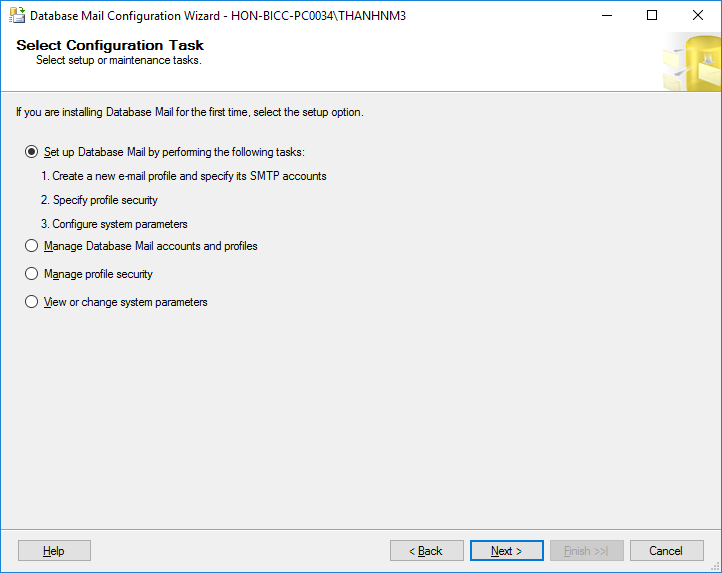 Database Mail Configuration Wizard - HON-BICC-PC0034\THANHNM3
Select Configuration Task
Select setup or maintenance tasks.
If you are installing Database Mail for the first time, select the setup option.
Set up Database Mail by performing the following tasks:
1. Create a new e-mail profile and specify its SMTP accounts
2. Specify profile security
3. Configure system parameters
Manage Database Mail accounts and profiles
Manage profile security
View or change system parameters
Help
< Back
Next >
Finish >>|
Cancel